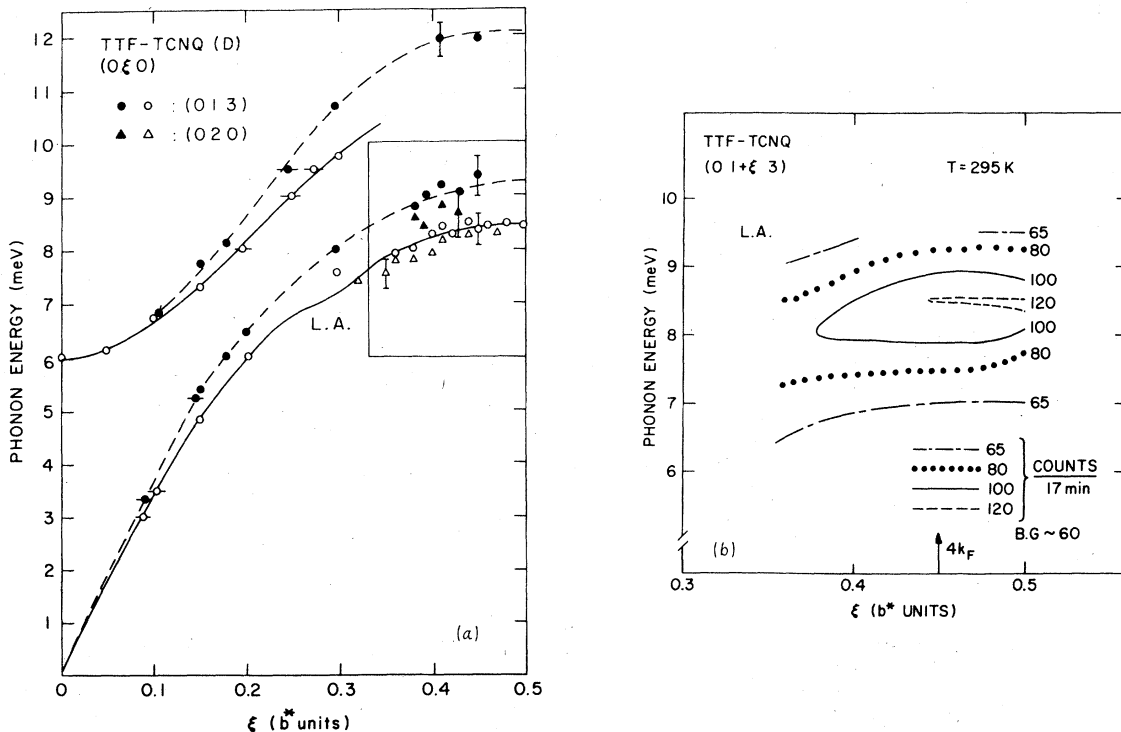 12
11
10
9
8
7
6
5
4
3
2
1
0
0.1
0.2
0.3
0.4
0.5
PHONON ENERGY (meV)
ξ (b* units)
TTF-TCNQ (D)
(0ξ0)
● ○ : (013)
▲ △ : (020)
L.A.
(a)
TTF-TCNQ
(0 1+ξ 3)
T=295K
L.A.
65
80
100
120
100
80
65
65
80
100
120
COUNTS
17 min
B.G ~60
4kF
(b)
10
9
8
7
6
PHONON ENERGY (meV)
0.3
0.4
0.5
ξ (b* UNITS)